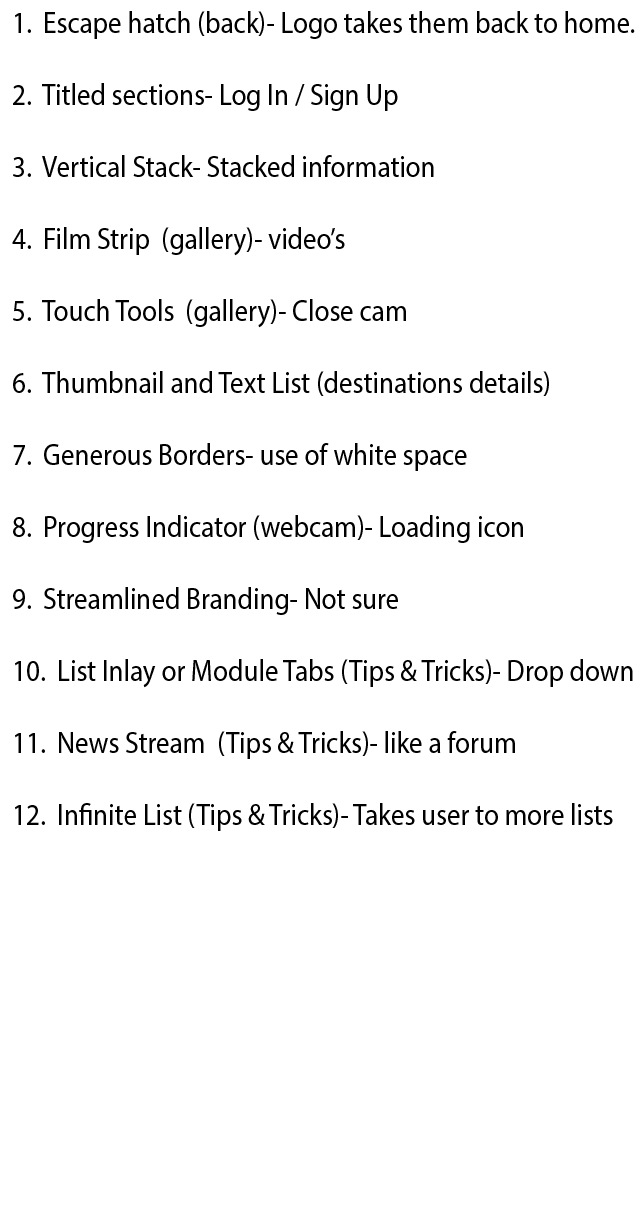 1. Escape hatch (back)- Logo takes them back to home.
2. Titled sections- Log In / Sign Up
3. Vertical Stack- Stacked information
4. Film Strip (gallery)- video’s
5. Touch Tools (gallery)- Close cam
6. Thumbnail and Text List (destinations details)
7. Generous Borders- use of white space
8. Progress Indicator (webcam)- Loading icon
9. Streamlined Branding- Not sure
10. List Inlay or Module Tabs (Tips & Tricks)- Drop down
11. News Stream (Tips & Tricks)- like a forum
12. Infinite List (Tips & Tricks)- Takes user to more lists